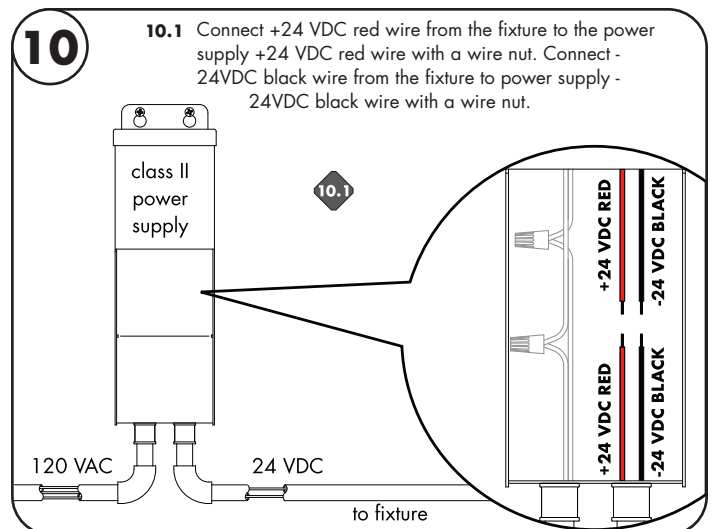 10
10.1 Connect +24 VDC red wire from the fixture to the power
supply +24 VDC red wire with a wire nut. Connect -
24VDC black wire from the fixture to power supply -
24VDC black wire with a wire nut.
class II
power
supply
10.1
+24 VDC RED
-24 VDC BLACK
+24 VDC RED
-24 VDC BLACK
120 VAC
24 VDC
to fixture